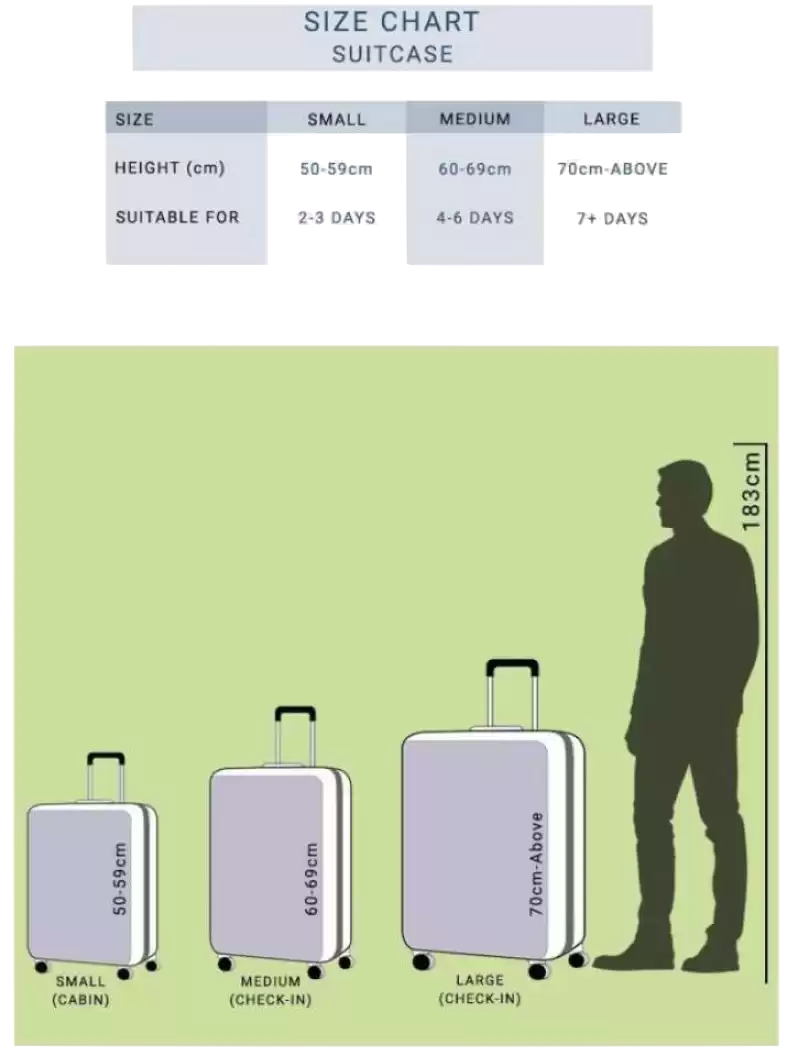 SIZE CHART
SUITCASE
SIZE SMALL MEDIUM LARGE
HEIGHT (cm) 50-59cm 60-69cm 70cm-ABOVE
SUITABLE FOR 2-3 DAYS 4-6 DAYS 7+ DAYS
183cm
50-59cm
60-69cm
70cm-Above
SMALL
(CABIN)
MEDIUM
(CHECK-IN)
LARGE
(CHECK-IN)